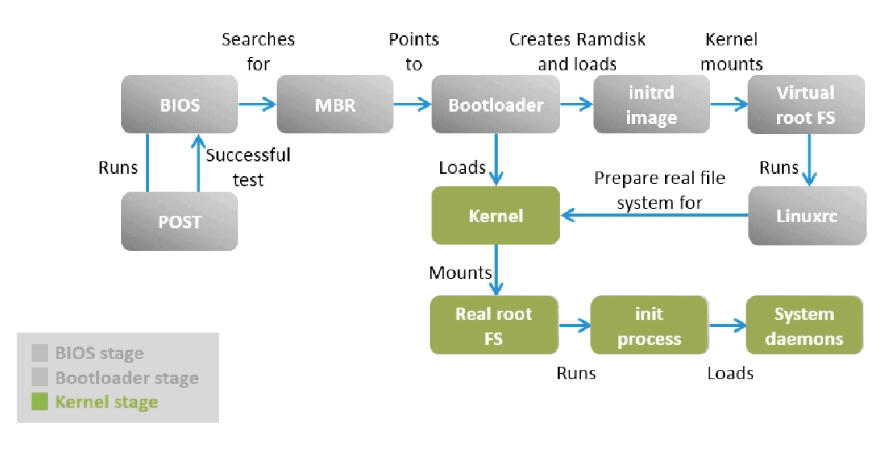 Searches
for
Points
to
Creates Ramdisk
and loads
Kernel
mounts
BIOS
MBR
Bootloader
initrd
image
Virtual
root FS
Runs
Successful
test
Loads
Prepare real file
system for
Runs
POST
Kernel
Linuxrc
Mounts
Real root
FS
init
process
System
daemons
Runs
Loads
BIOS stage
Bootloader stage
Kernel stage